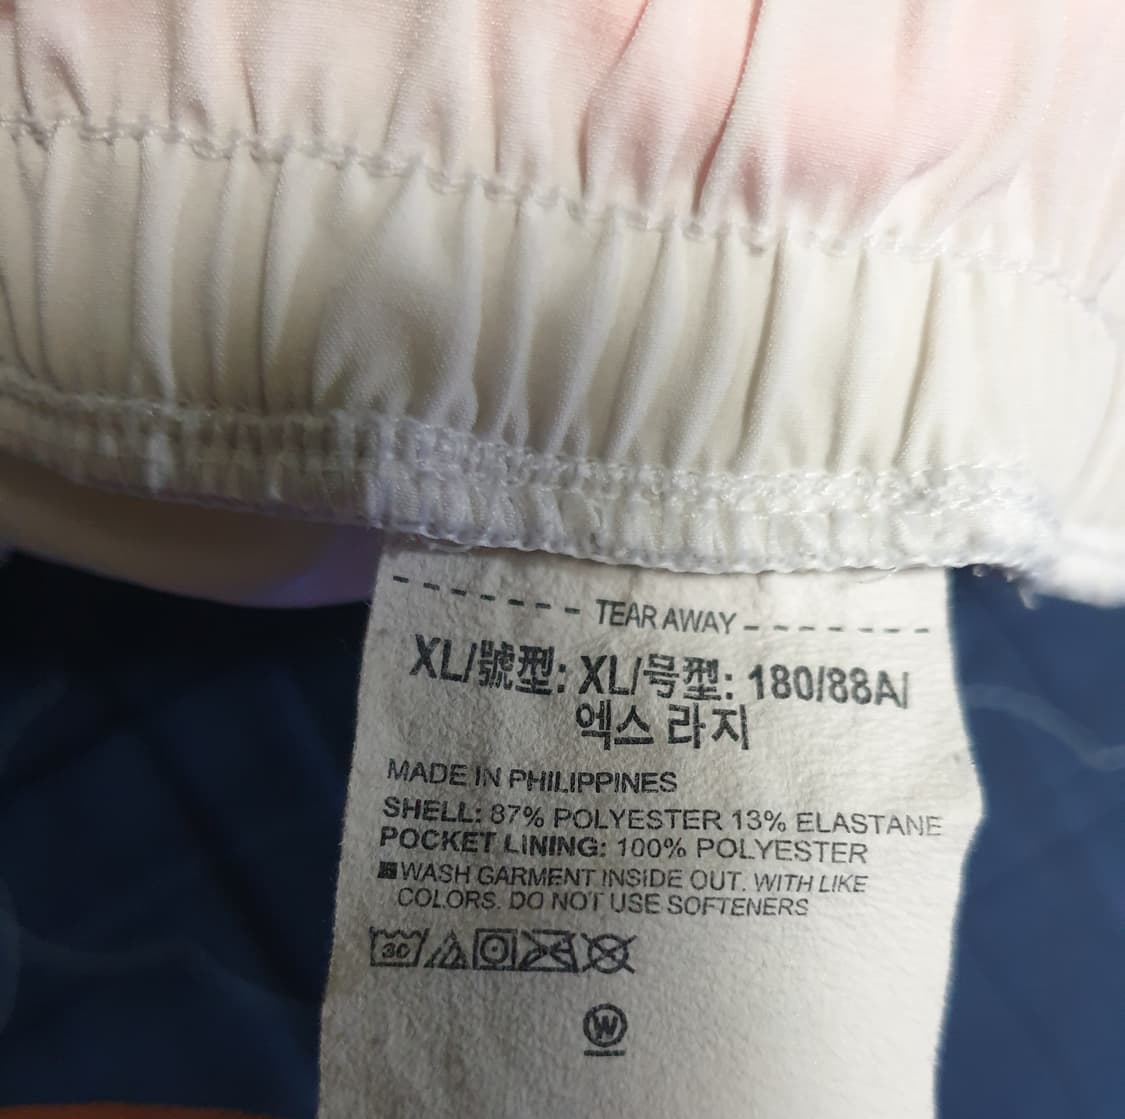 TEAR AWAY
XL/號型: XL/号型: 180/88A/
엑스 라지
MADE IN PHILIPPINES
SHELL: 87% POLYESTER 13% ELASTANE
POCKET LINING: 100% POLYESTER
WASH GARMENT INSIDE OUT. WITH LIKE
COLORS. DO NOT USE SOFTENERS
30
W